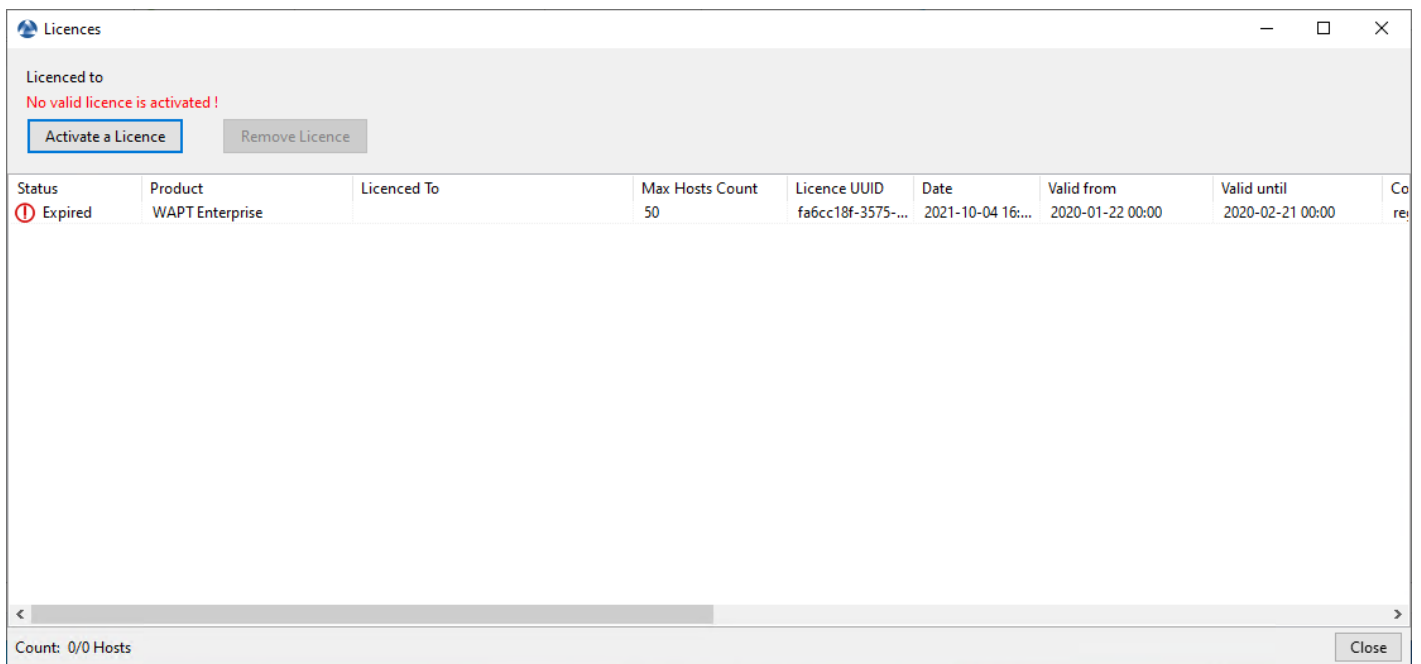 Licences
Licenced to
No valid licence is activated !
Activate a Licence Remove Licence
Status Product Licenced To Max Hosts Count Licence UUID Date Valid from Valid until Co
Expired WAPT Enterprise 50 fa6cc18f-3575-... 2021-10-04 16:... 2020-01-22 00:00 2020-02-21 00:00
Count: 0/0 Hosts Close